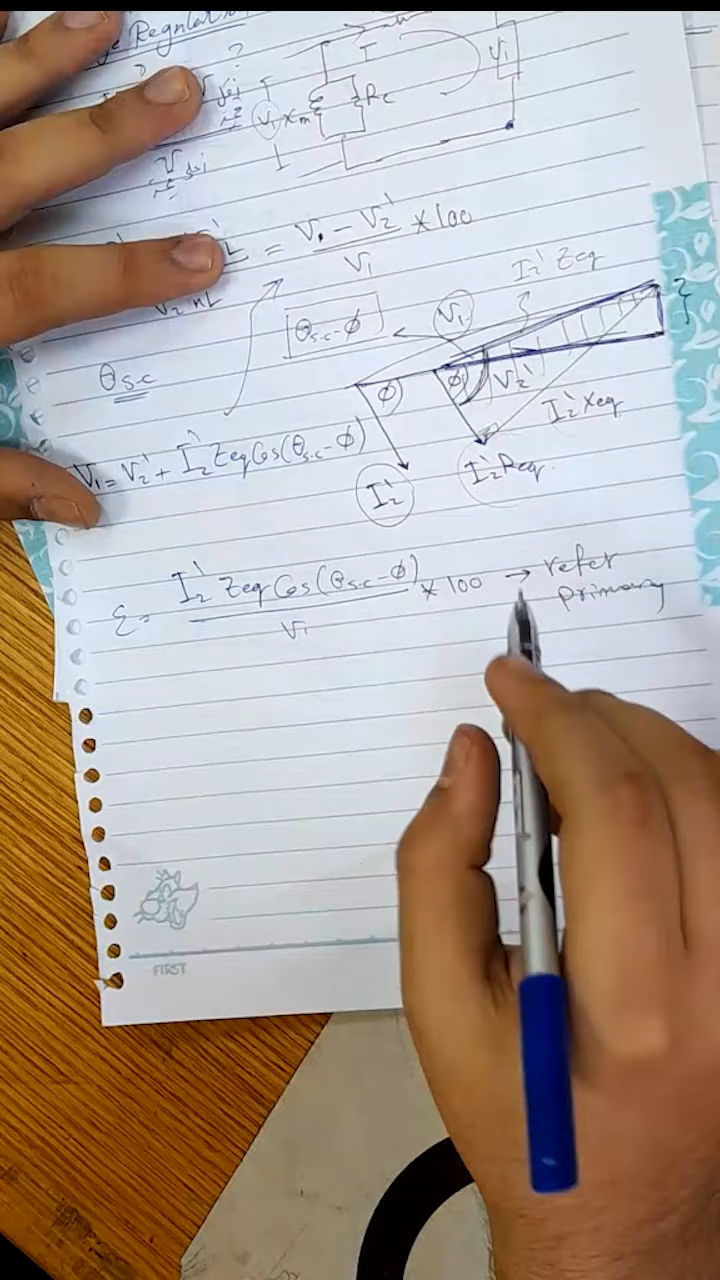 Regulation
?
I
V₁
V₁ Xm Rc
V₂ nL = V₁ - V₂' * 100
V₁
I₂' Zeq
V₁
θs.c - ϕ
θs.c
ϕ ϕ V₂'
I₂' Xeq
V₁ = V₂' + I₂' Zeq Cos(θs.c - ϕ)
I₂' I₂' Req
ε = I₂' Zeq Cos(θs.c - ϕ) * 100 → refer
V₁ primary
FIRST